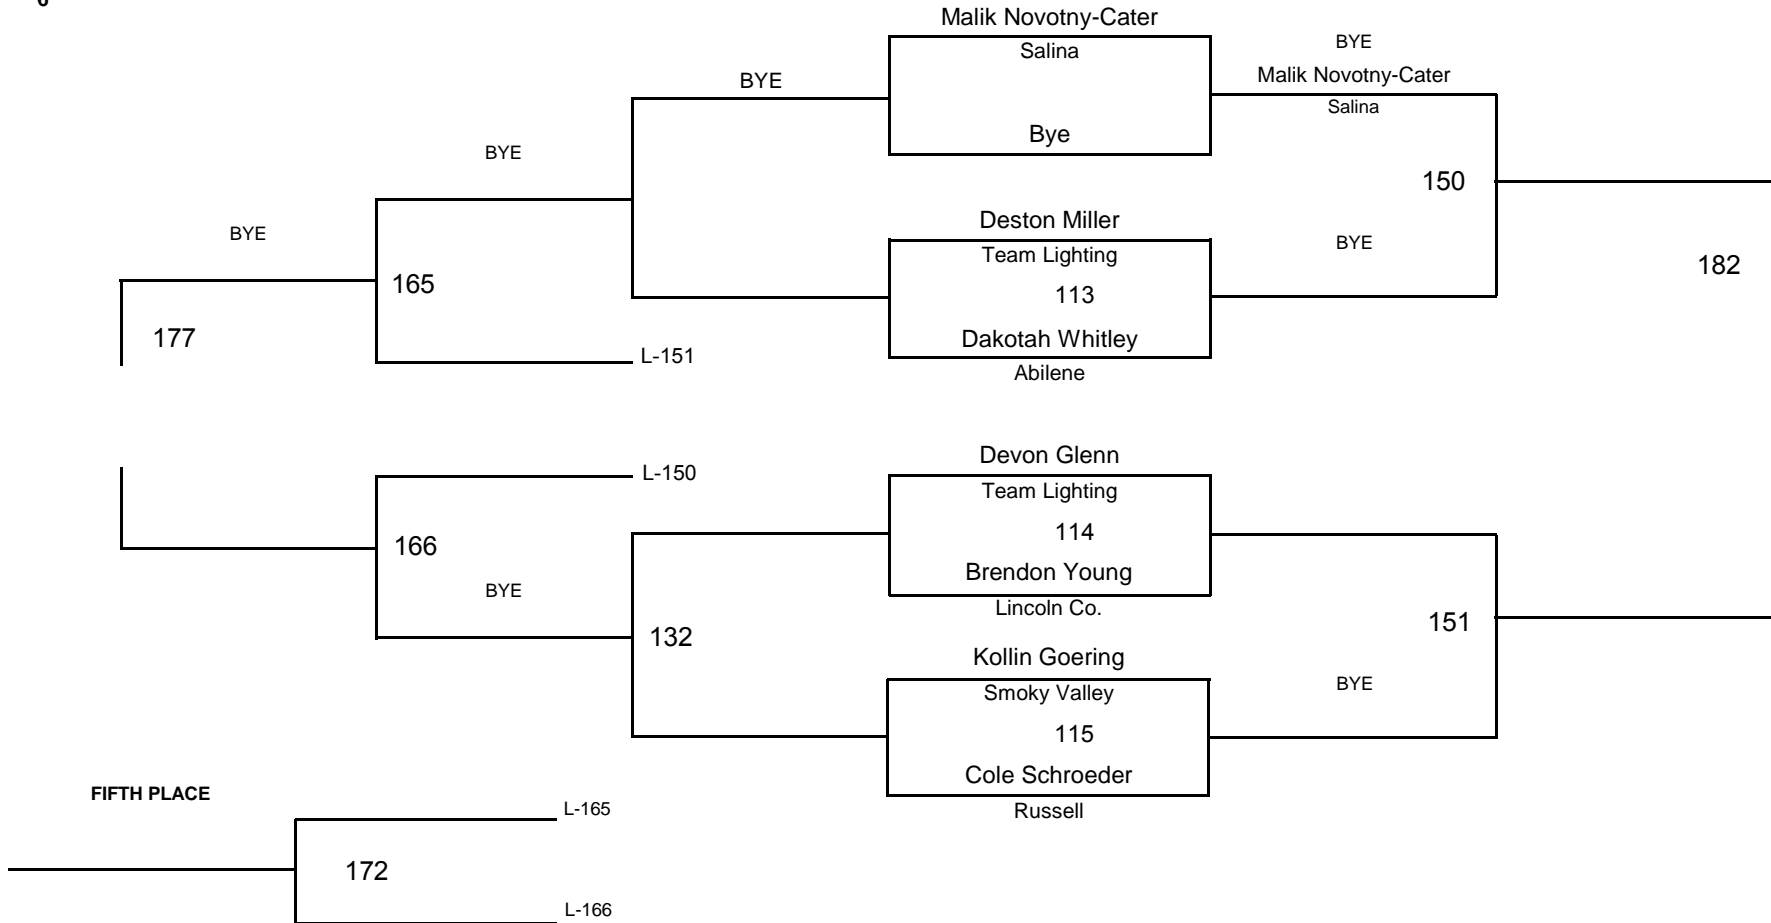 6
Malik Novotny-Cater
Salina
BYE
BYE
Malik Novotny-Cater
Salina
Bye
BYE
150
Deston Miller
BYE
Team Lighting
BYE
182
165
113
177
Dakotah Whitley
L-151
Abilene
Devon Glenn
L-150
Team Lighting
114
166
Brendon Young
BYE
Lincoln Co.
151
132
Kollin Goering
Smoky Valley
BYE
115
Cole Schroeder
FIFTH PLACE
L-165
Russell
172
L-166